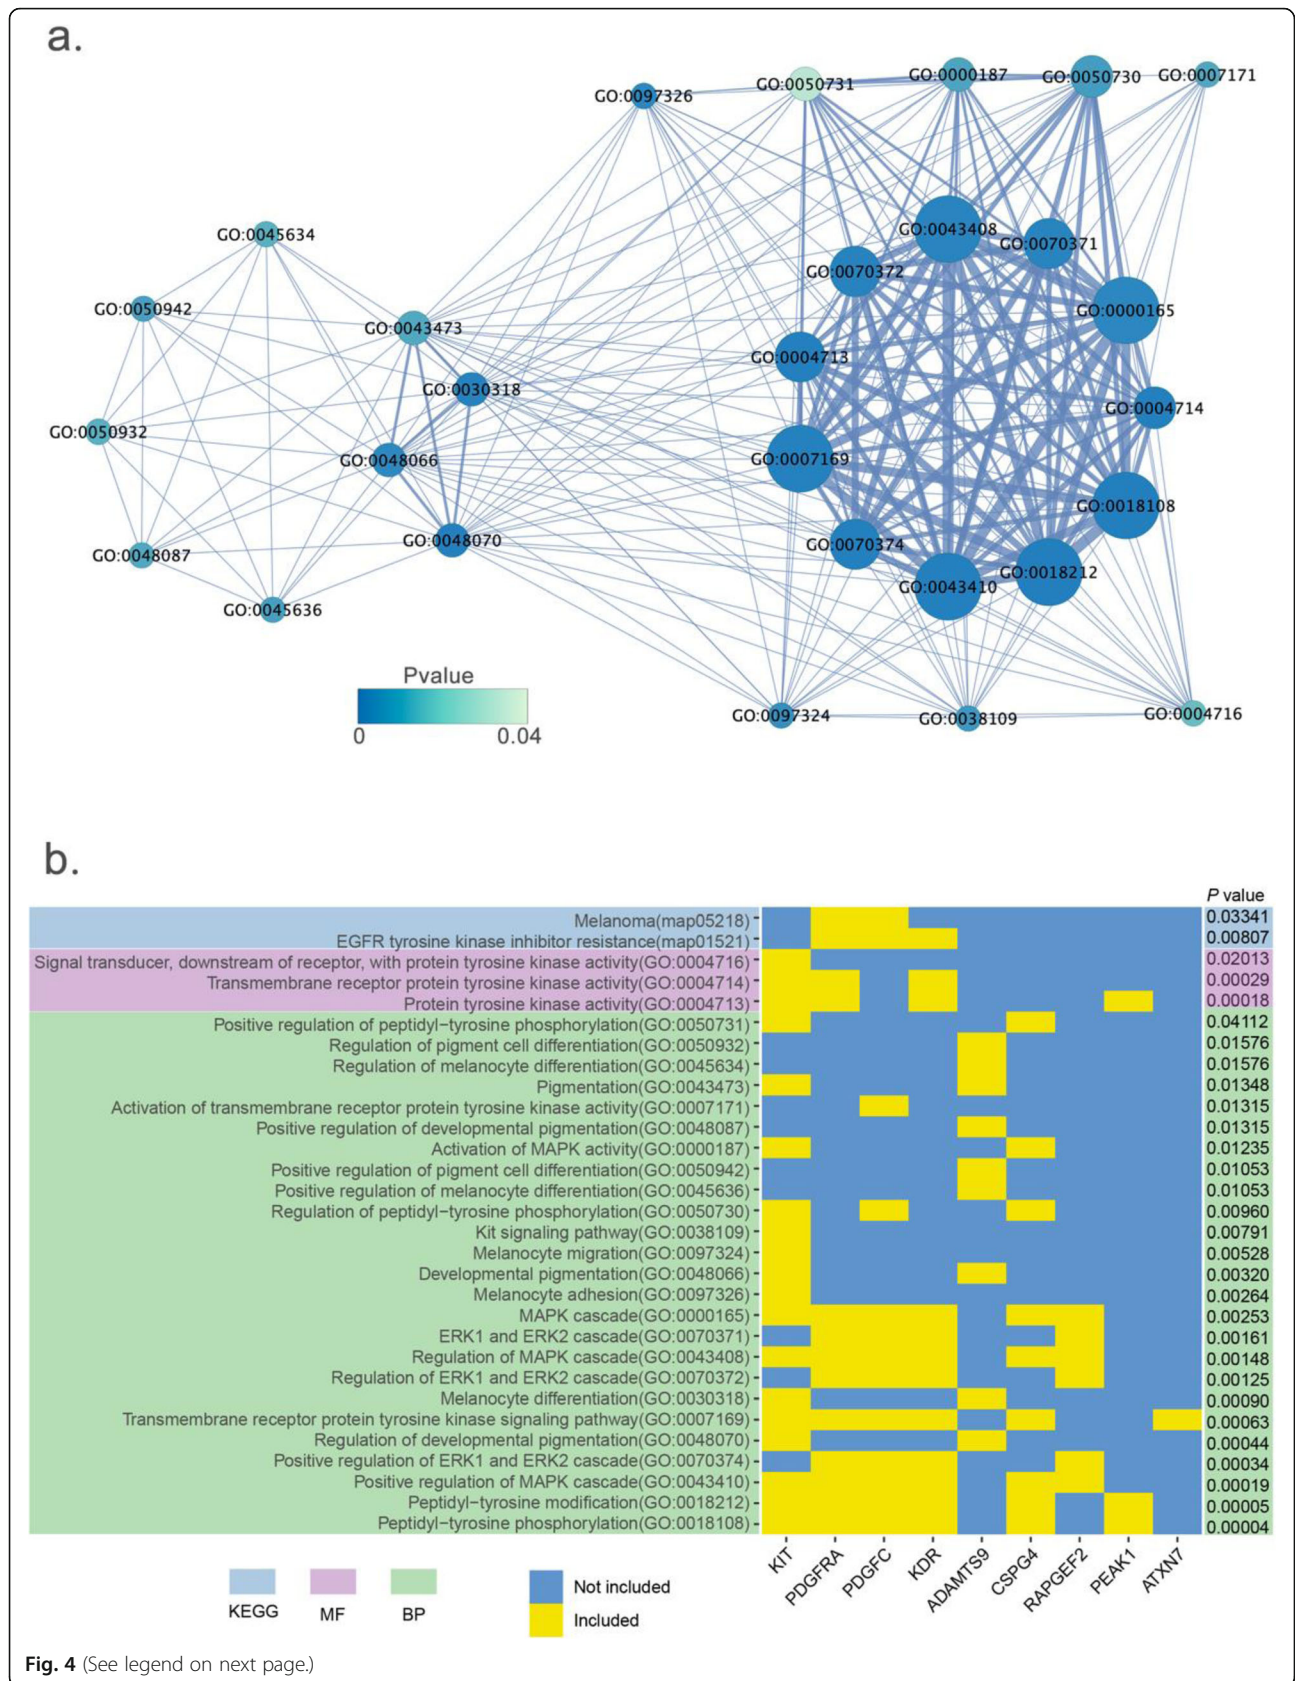 a.
GO:0097326
GO:0050731
GO:0000187
GO:0050730
GO:0007171
GO:0045634
GO:0043408
GO:0070371
GO:0070372
GO:0050942
GO:0000165
GO:0043473
GO:0004713
GO:0030318
GO:0004714
GO:0050932
GO:0048066
GO:0007169
GO:0018108
GO:0048070
GO:0070374
GO:0048087
GO:0018212
GO:0043410
GO:0045636
Pvalue
0 0.04
GO:0097324
GO:0038109
GO:0004716
b.
P value
Melanoma(map05218) 0.03341
EGFR tyrosine kinase inhibitor resistance(map01521) 0.00807
Signal transducer, downstream of receptor, with protein tyrosine kinase activity(GO:0004716) 0.02013
Transmembrane receptor protein tyrosine kinase activity(GO:0004714) 0.00029
Protein tyrosine kinase activity(GO:0004713) 0.00018
Positive regulation of peptidyl−tyrosine phosphorylation(GO:0050731) 0.04112
Regulation of pigment cell differentiation(GO:0050932) 0.01576
Regulation of melanocyte differentiation(GO:0045634) 0.01576
Pigmentation(GO:0043473) 0.01348
Activation of transmembrane receptor protein tyrosine kinase activity(GO:0007171) 0.01315
Positive regulation of developmental pigmentation(GO:0048087) 0.01315
Activation of MAPK activity(GO:0000187) 0.01235
Positive regulation of pigment cell differentiation(GO:0050942) 0.01053
Positive regulation of melanocyte differentiation(GO:0045636) 0.01053
Regulation of peptidyl−tyrosine phosphorylation(GO:0050730) 0.00960
Kit signaling pathway(GO:0038109) 0.00791
Melanocyte migration(GO:0097324) 0.00528
Developmental pigmentation(GO:0048066) 0.00320
Melanocyte adhesion(GO:0097326) 0.00264
MAPK cascade(GO:0000165) 0.00253
ERK1 and ERK2 cascade(GO:0070371) 0.00161
Regulation of MAPK cascade(GO:0043408) 0.00148
Regulation of ERK1 and ERK2 cascade(GO:0070372) 0.00125
Melanocyte differentiation(GO:0030318) 0.00090
Transmembrane receptor protein tyrosine kinase signaling pathway(GO:0007169) 0.00063
Regulation of developmental pigmentation(GO:0048070) 0.00044
Positive regulation of ERK1 and ERK2 cascade(GO:0070374) 0.00034
Positive regulation of MAPK cascade(GO:0043410) 0.00019
Peptidyl−tyrosine modification(GO:0018212) 0.00005
Peptidyl−tyrosine phosphorylation(GO:0018108) 0.00004
KIT PDGFRA PDGFC KDR ADAMTS9 CSPG4 RAPGEF2 PEAK1 ATXN7
KEGG MF BP
Not included
Included
Fig. 4 (See legend on next page.)